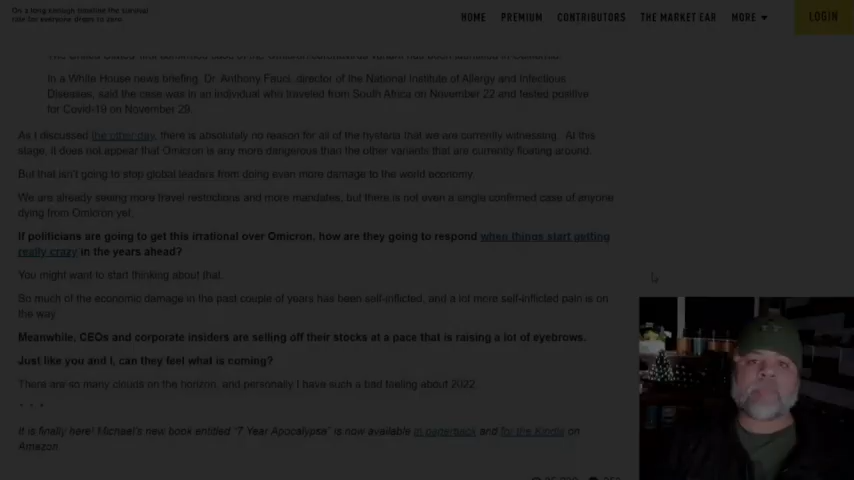 On a long enough timeline the survival
rate for everyone drops to zero.
HOME PREMIUM CONTRIBUTORS THE MARKET EAR MORE LOGIN
In a White House news briefing, Dr. Anthony Fauci, director of the National Institute of Allergy and Infectious
Diseases, said the case was in an individual who traveled from South Africa on November 22 and tested positive
for Covid-19 on November 29.
As I discussed the other day, there is absolutely no reason for all of the hysteria that we are currently witnessing. At this
stage, it does not appear that Omicron is any more dangerous than the other variants that are currently floating around.
But that isn't going to stop global leaders from doing even more damage to the world economy.
We are already seeing more travel restrictions and more mandates, but there is not even a single confirmed case of anyone
dying from Omicron yet.
If politicians are going to get this irrational over Omicron, how are they going to respond when things start getting
really crazy in the years ahead?
You might want to start thinking about that.
So much of the economic damage in the past couple of years has been self-inflicted, and a lot more self-inflicted pain is on
the way.
Meanwhile, CEOs and corporate insiders are selling off their stocks at a pace that is raising a lot of eyebrows.
Just like you and I, can they feel what is coming?
There are so many clouds on the horizon, and personally I have such a bad feeling about 2022.
* * *
It is finally here! Michael's new book entitled "7 Year Apocalypse" is now available in paperback and for the Kindle on
Amazon.